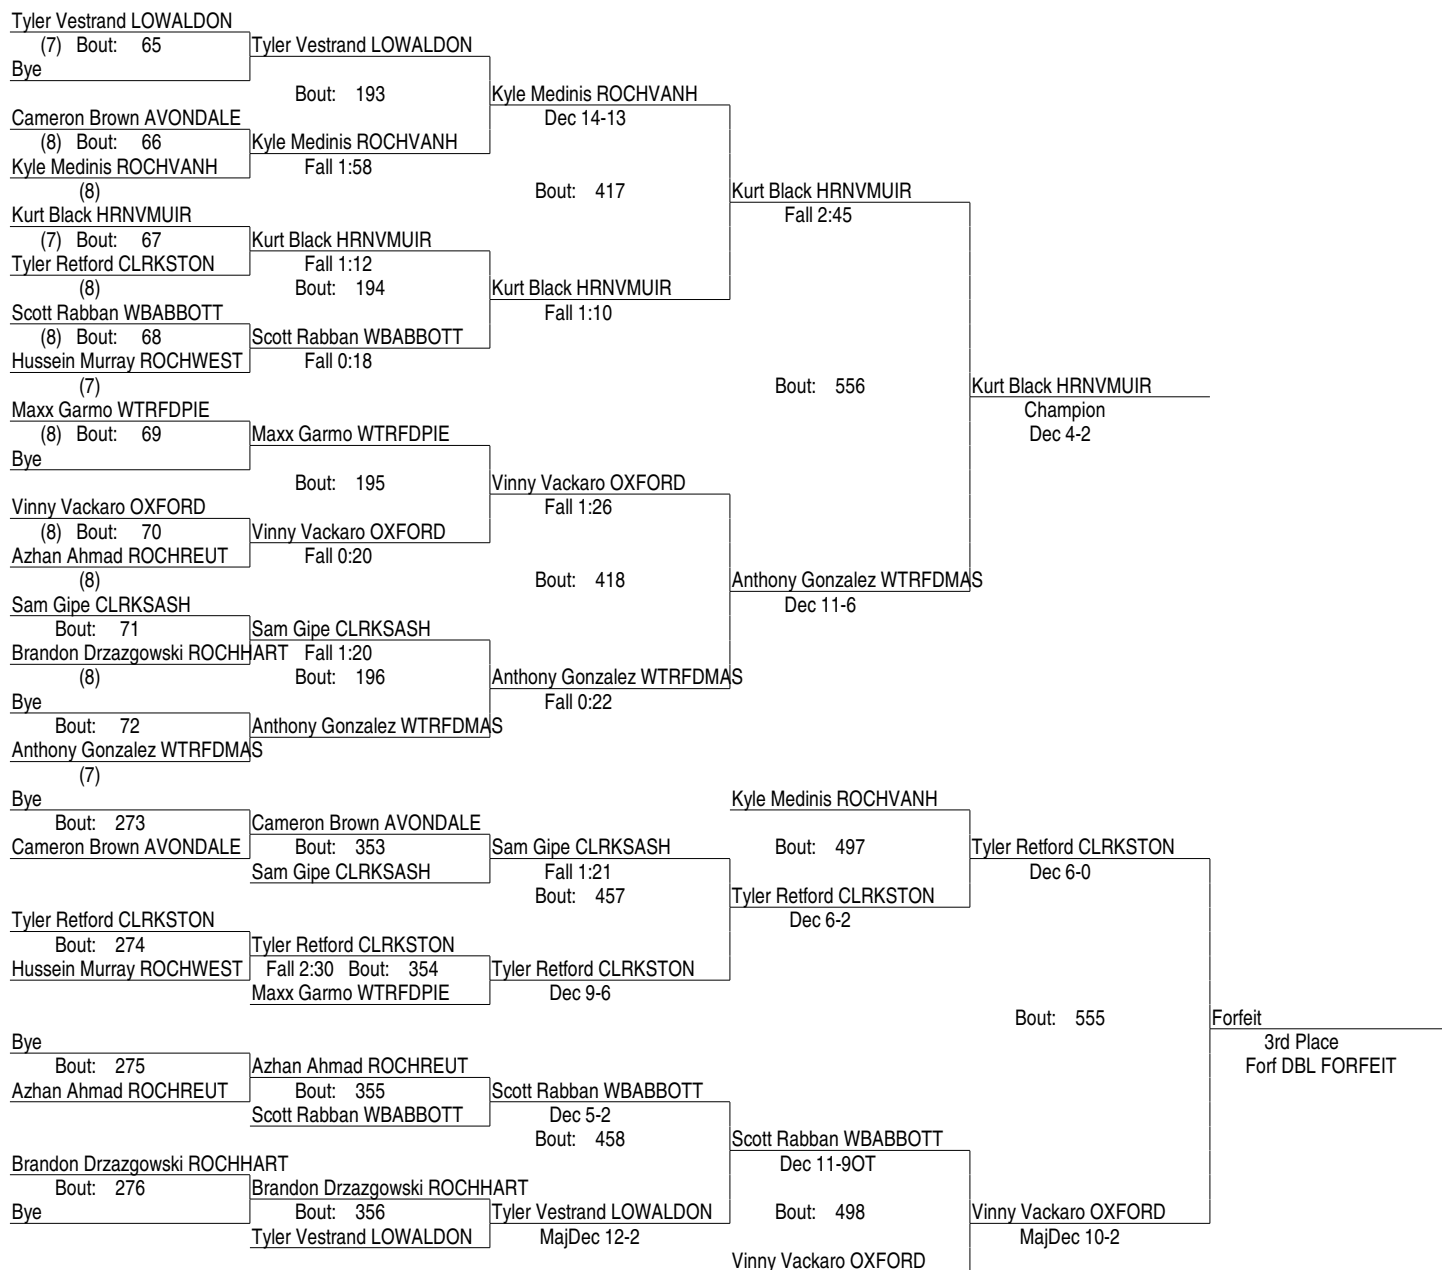 Tyler Vestrand LOWALDON
(7) Bout: 65 Tyler Vestrand LOWALDON
Bye
Bout: 193 Kyle Medinis ROCHVANH
Cameron Brown AVONDALE Dec 14-13
(8) Bout: 66 Kyle Medinis ROCHVANH
Kyle Medinis ROCHVANH Fall 1:58
(8) Bout: 417 Kurt Black HRNVMUIR
Kurt Black HRNVMUIR Fall 2:45
(7) Bout: 67 Kurt Black HRNVMUIR
Tyler Retford CLRKSTON Fall 1:12
(8) Bout: 194 Kurt Black HRNVMUIR
Scott Rabban WBABBOTT Fall 1:10
(8) Bout: 68 Scott Rabban WBABBOTT
Hussein Murray ROCHWEST Fall 0:18
(7) Bout: 556 Kurt Black HRNVMUIR
Maxx Garmo WTRFDPIE Champion
(8) Bout: 69 Maxx Garmo WTRFDPIE Dec 4-2
Bye
Bout: 195 Vinny Vackaro OXFORD
Vinny Vackaro OXFORD Fall 1:26
(8) Bout: 70 Vinny Vackaro OXFORD
Azhan Ahmad ROCHREUT Fall 0:20
(8) Bout: 418 Anthony Gonzalez WTRFDMAS
Sam Gipe CLRKSASH Dec 11-6
Bout: 71 Sam Gipe CLRKSASH
Brandon Drzazgowski ROCHHART Fall 1:20
(8) Bout: 196 Anthony Gonzalez WTRFDMAS
Bye Fall 0:22
Bout: 72 Anthony Gonzalez WTRFDMAS
Anthony Gonzalez WTRFDMAS
(7)
Bye Kyle Medinis ROCHVANH
Bout: 273 Cameron Brown AVONDALE
Cameron Brown AVONDALE Bout: 353 Sam Gipe CLRKSASH Bout: 497 Tyler Retford CLRKSTON
Sam Gipe CLRKSASH Fall 1:21 Dec 6-0
Bout: 457 Tyler Retford CLRKSTON
Tyler Retford CLRKSTON Dec 6-2
Bout: 274 Tyler Retford CLRKSTON
Hussein Murray ROCHWEST Fall 2:30 Bout: 354 Tyler Retford CLRKSTON
Maxx Garmo WTRFDPIE Dec 9-6
Bout: 555 Forfeit
Bye 3rd Place
Bout: 275 Azhan Ahmad ROCHREUT Forf DBL FORFEIT
Azhan Ahmad ROCHREUT Bout: 355 Scott Rabban WBABBOTT
Scott Rabban WBABBOTT Dec 5-2
Bout: 458 Scott Rabban WBABBOTT
Brandon Drzazgowski ROCHHART Dec 11-9OT
Bout: 276 Brandon Drzazgowski ROCHHART
Bye Bout: 356 Tyler Vestrand LOWALDON Bout: 498 Vinny Vackaro OXFORD
Tyler Vestrand LOWALDON MajDec 12-2 MajDec 10-2
Vinny Vackaro OXFORD